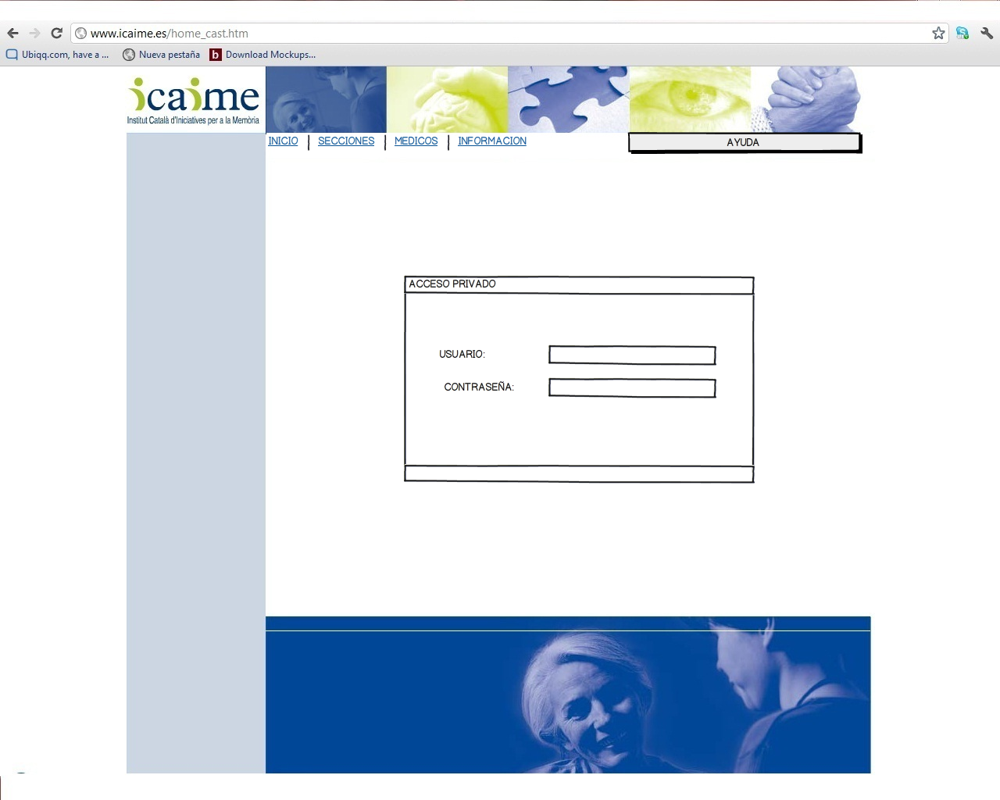 www.icaime.es/home_cast.htm
Ubiqq.com, have a ... Nueva pestaña b Download Mockups...
icaime
Institut Català d'Iniciatives per a la Memòria
INICIO | SECCIONES | MEDICOS | INFORMACION
AYUDA
ACCESO PRIVADO
USUARIO:
CONTRASEÑA: